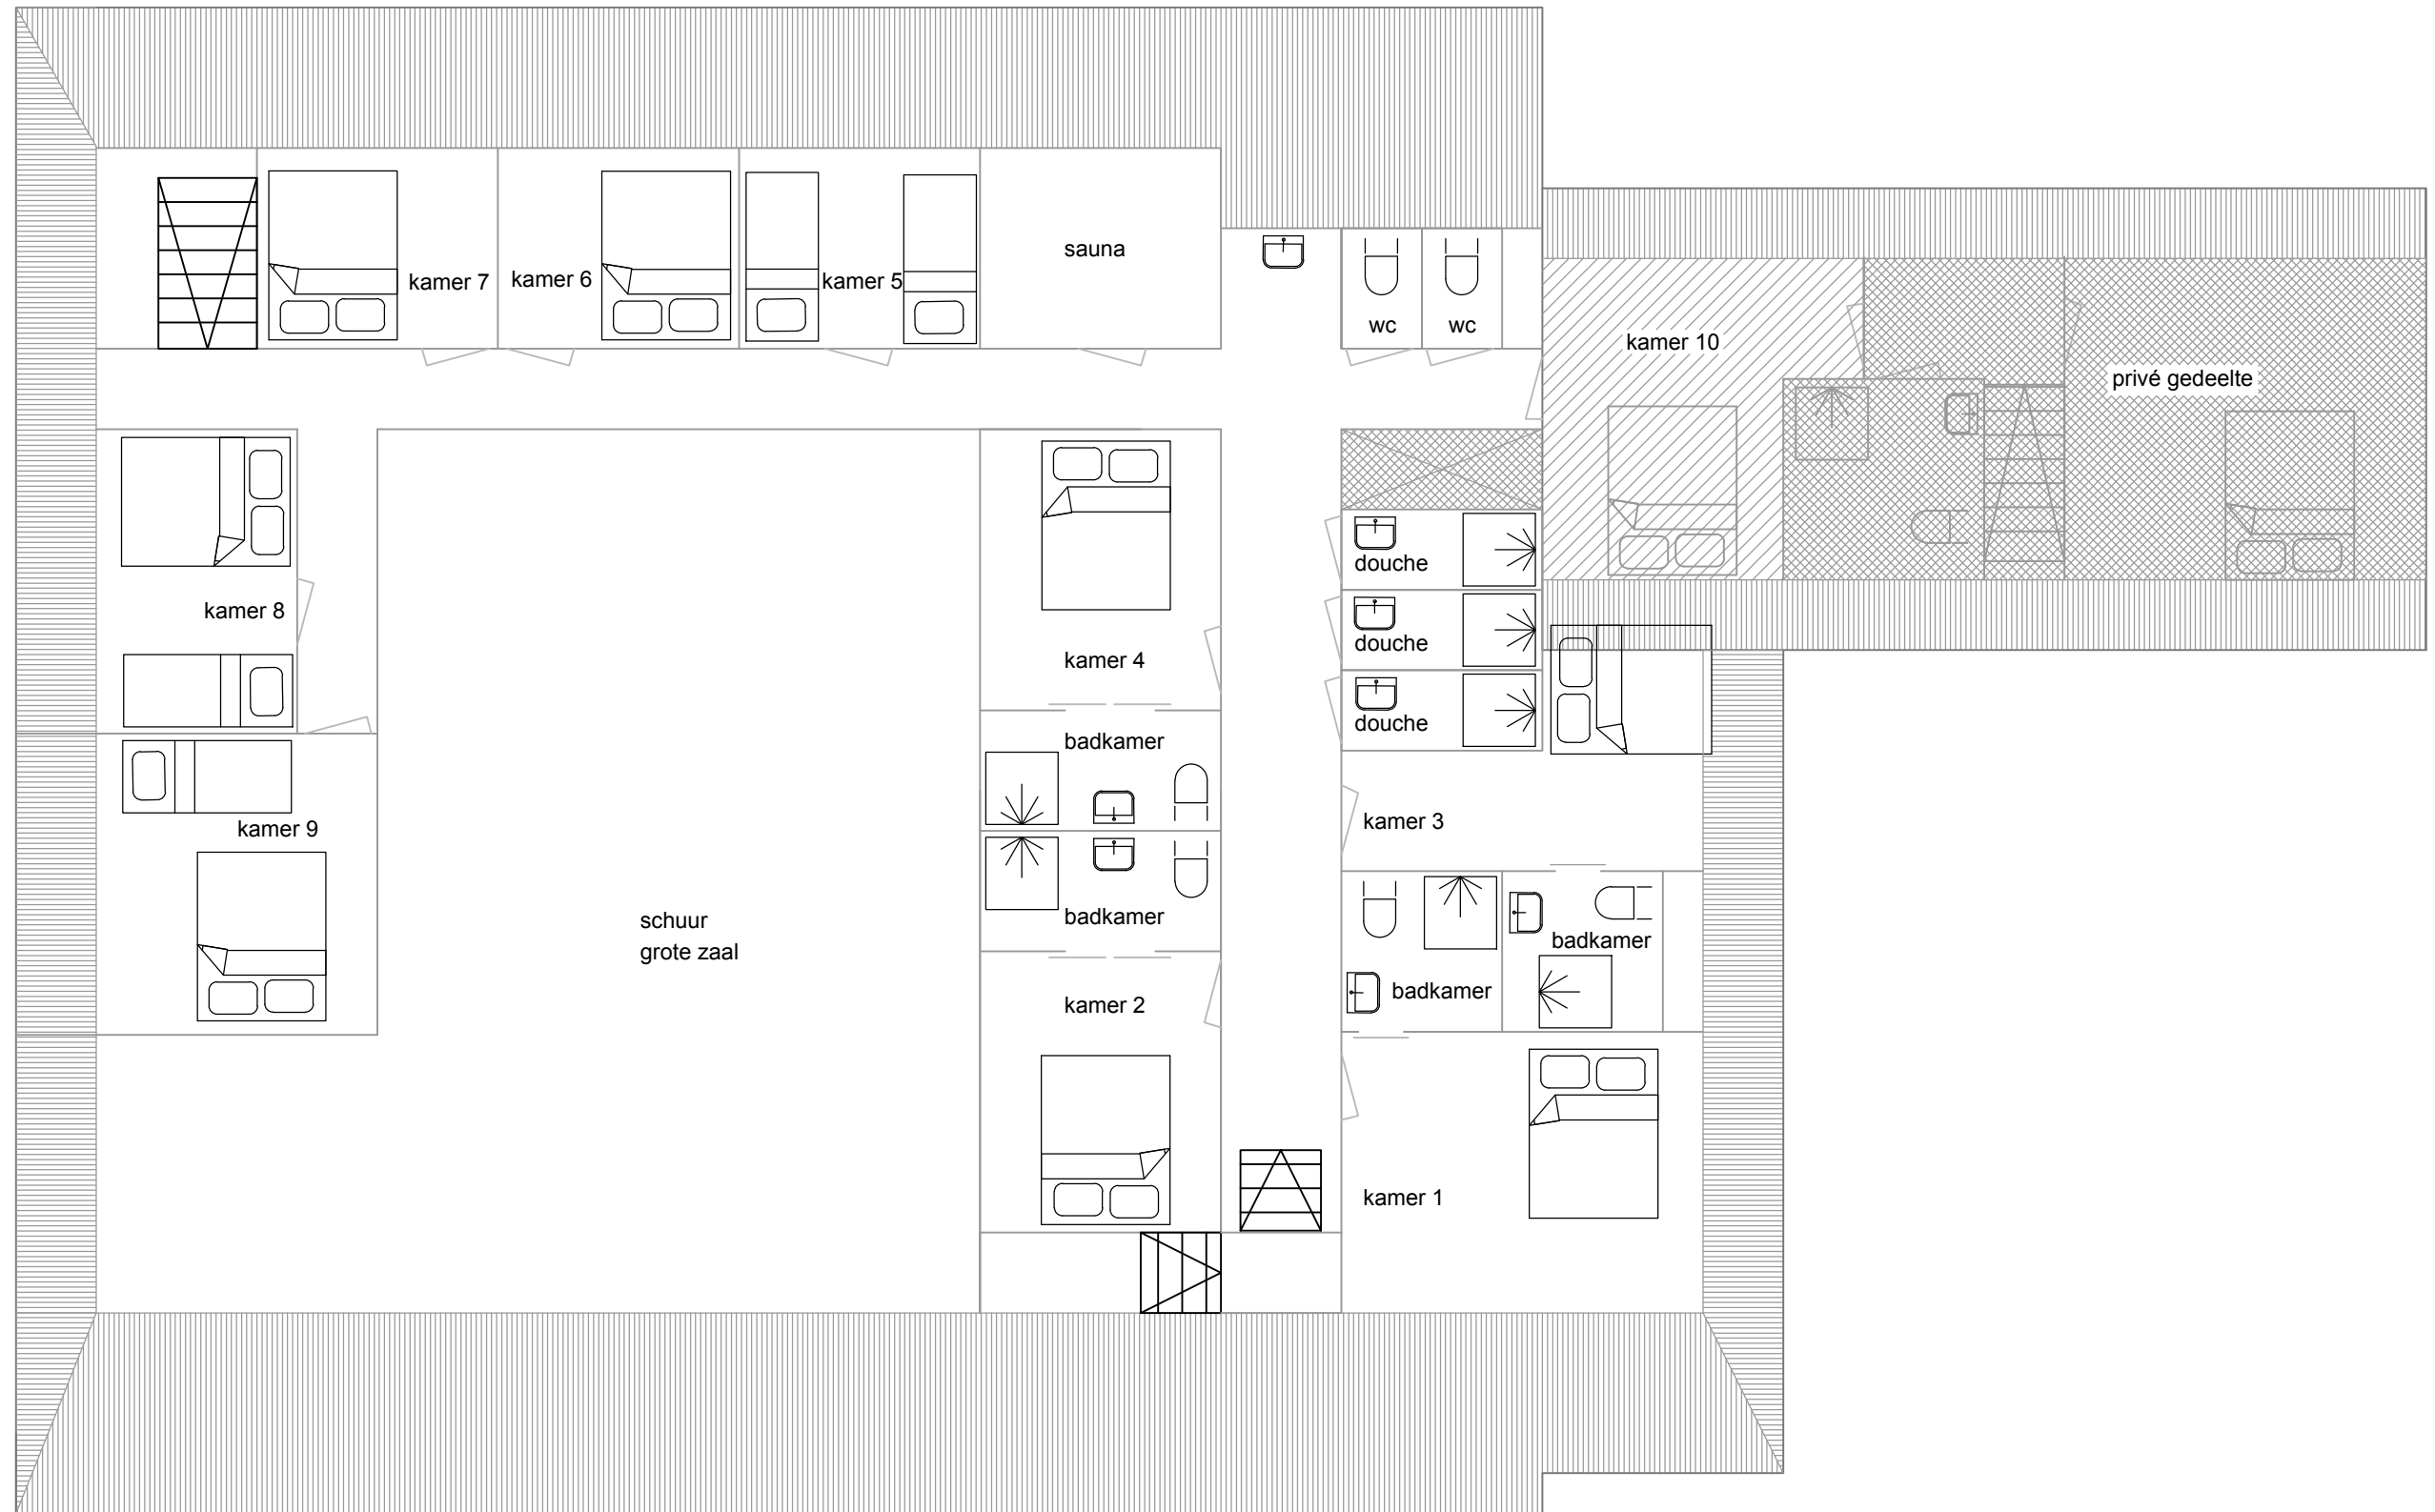 sauna
kamer 7
kamer 6
kamer 5
wc
wc
kamer 10
privé gedeelte
douche
kamer 8
douche
kamer 4
douche
badkamer
kamer 9
kamer 3
schuur
grote zaal
badkamer
badkamer
badkamer
kamer 2
kamer 1